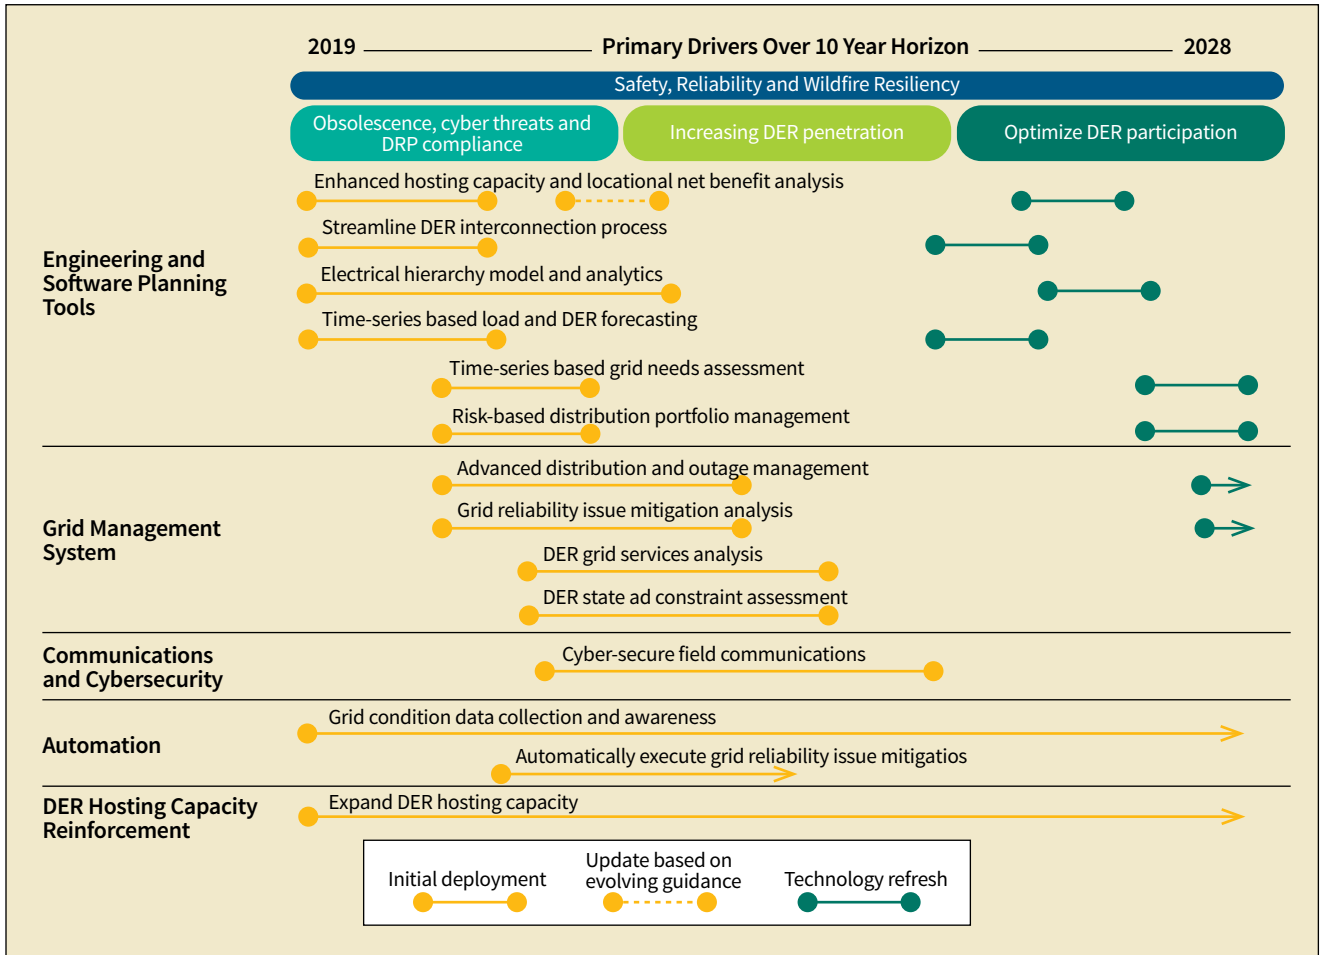 2019 Primary Drivers Over 10 Year Horizon 2028
Safety, Reliability and Wildfire Resiliency
Obsolescence, cyber threats and
DRP compliance
Increasing DER penetration
Optimize DER participation
Engineering and
Software Planning
Tools
Enhanced hosting capacity and locational net benefit analysis
Streamline DER interconnection process
Electrical hierarchy model and analytics
Time-series based load and DER forecasting
Time-series based grid needs assessment
Risk-based distribution portfolio management
Grid Management
System
Advanced distribution and outage management
Grid reliability issue mitigation analysis
DER grid services analysis
DER state ad constraint assessment
Communications
and Cybersecurity
Cyber-secure field communications
Automation
Grid condition data collection and awareness
Automatically execute grid reliability issue mitigatios
DER Hosting Capacity
Reinforcement
Expand DER hosting capacity
Initial deployment
Update based on
evolving guidance
Technology refresh